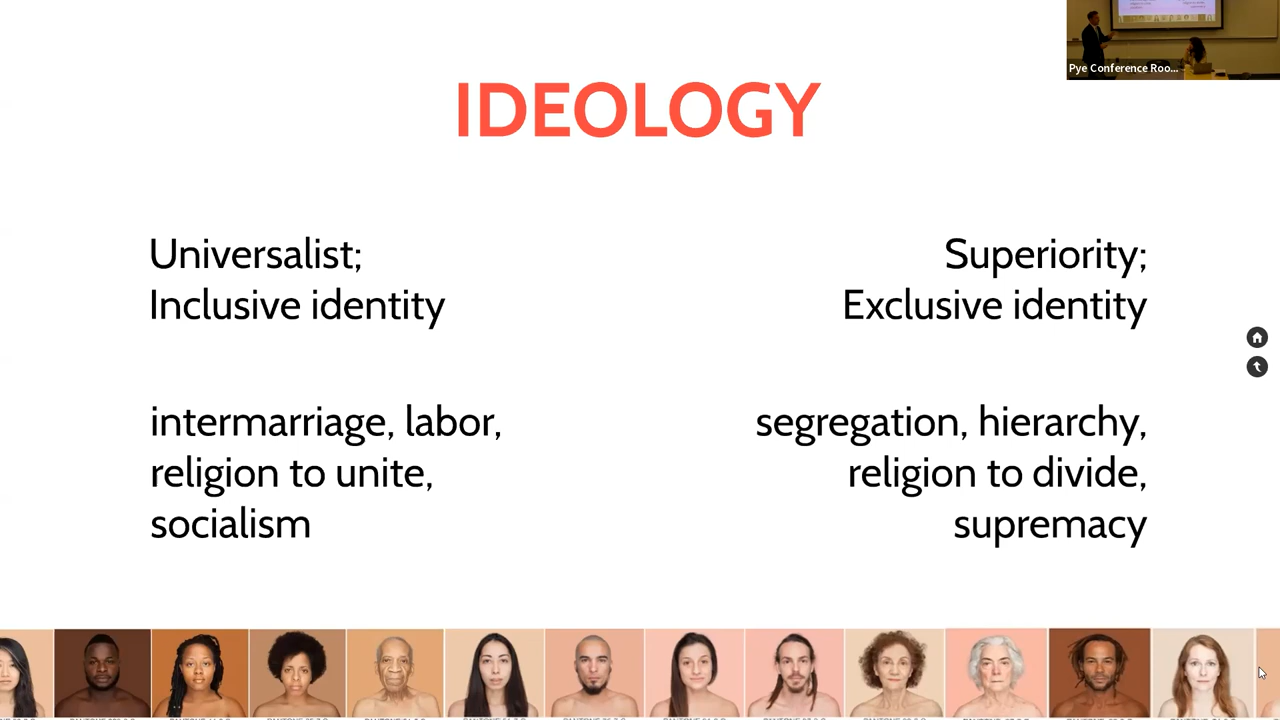 Pye Conference Roo...
IDEOLOGY
Universalist;
Inclusive identity
Superiority;
Exclusive identity
intermarriage, labor,
religion to unite,
socialism
segregation, hierarchy,
religion to divide,
supremacy